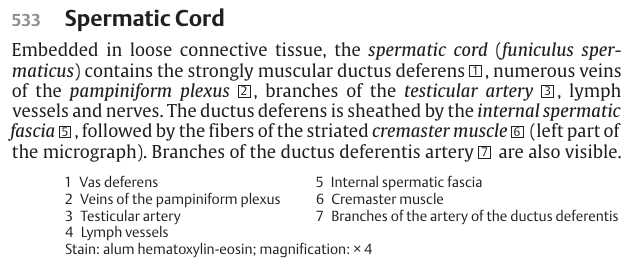 533 Spermatic Cord
Embedded in loose connective tissue, the spermatic cord (funiculus sper-
maticus) contains the strongly muscular ductus deferens 1, numerous veins
of the pampiniform plexus 2, branches of the testicular artery 3, lymph
vessels and nerves. The ductus deferens is sheathed by the internal spermatic
fascia 5, followed by the fibers of the striated cremaster muscle 6 (left part of
the micrograph). Branches of the ductus deferentis artery 7 are also visible.
1 Vas deferens
2 Veins of the pampiniform plexus
3 Testicular artery
4 Lymph vessels
5 Internal spermatic fascia
6 Cremaster muscle
7 Branches of the artery of the ductus deferentis
Stain: alum hematoxylin-eosin; magnification: × 4